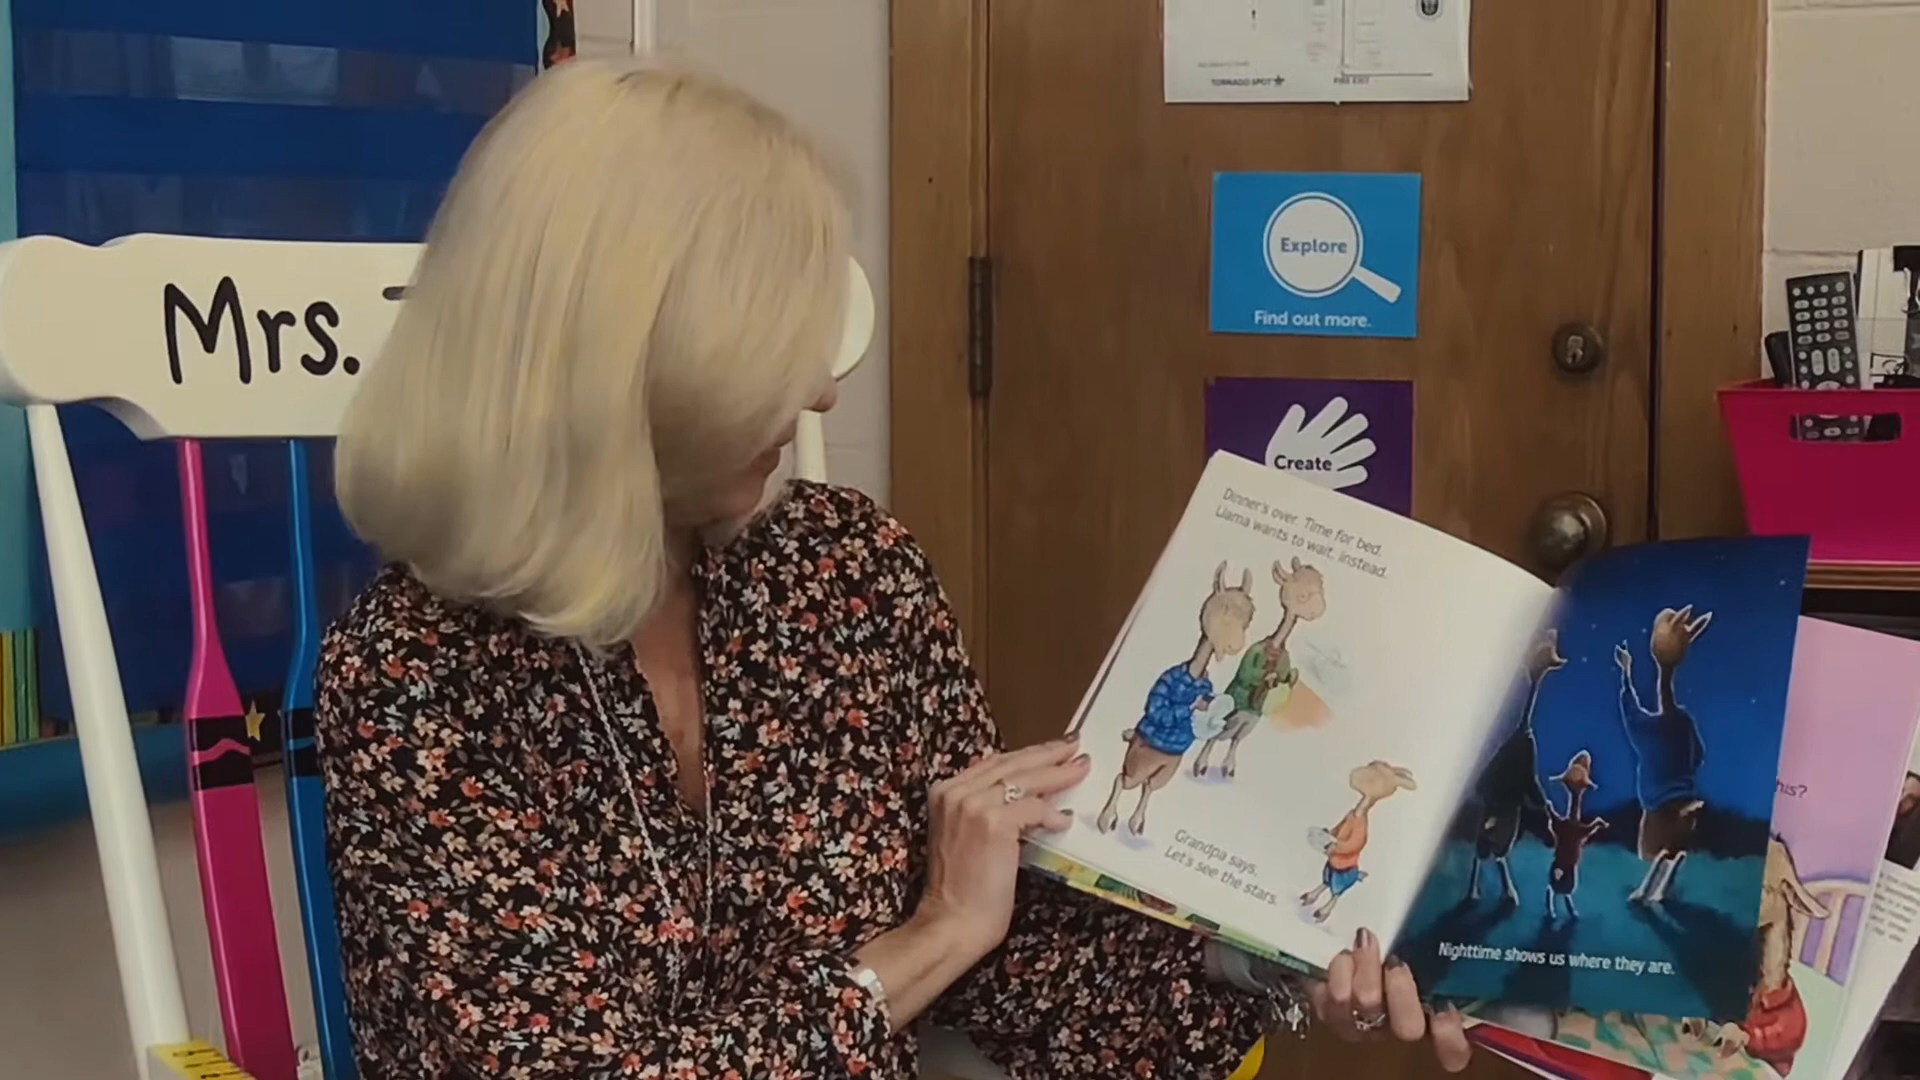 TORNADO SPOT
FIRE EXIT
Mrs.
Explore
Find out more.
Create
Dinner's over. Time for bed.
Llama wants to wait, instead.
Grandpa says,
Let's see the stars.
Nighttime shows us where they are.
his?